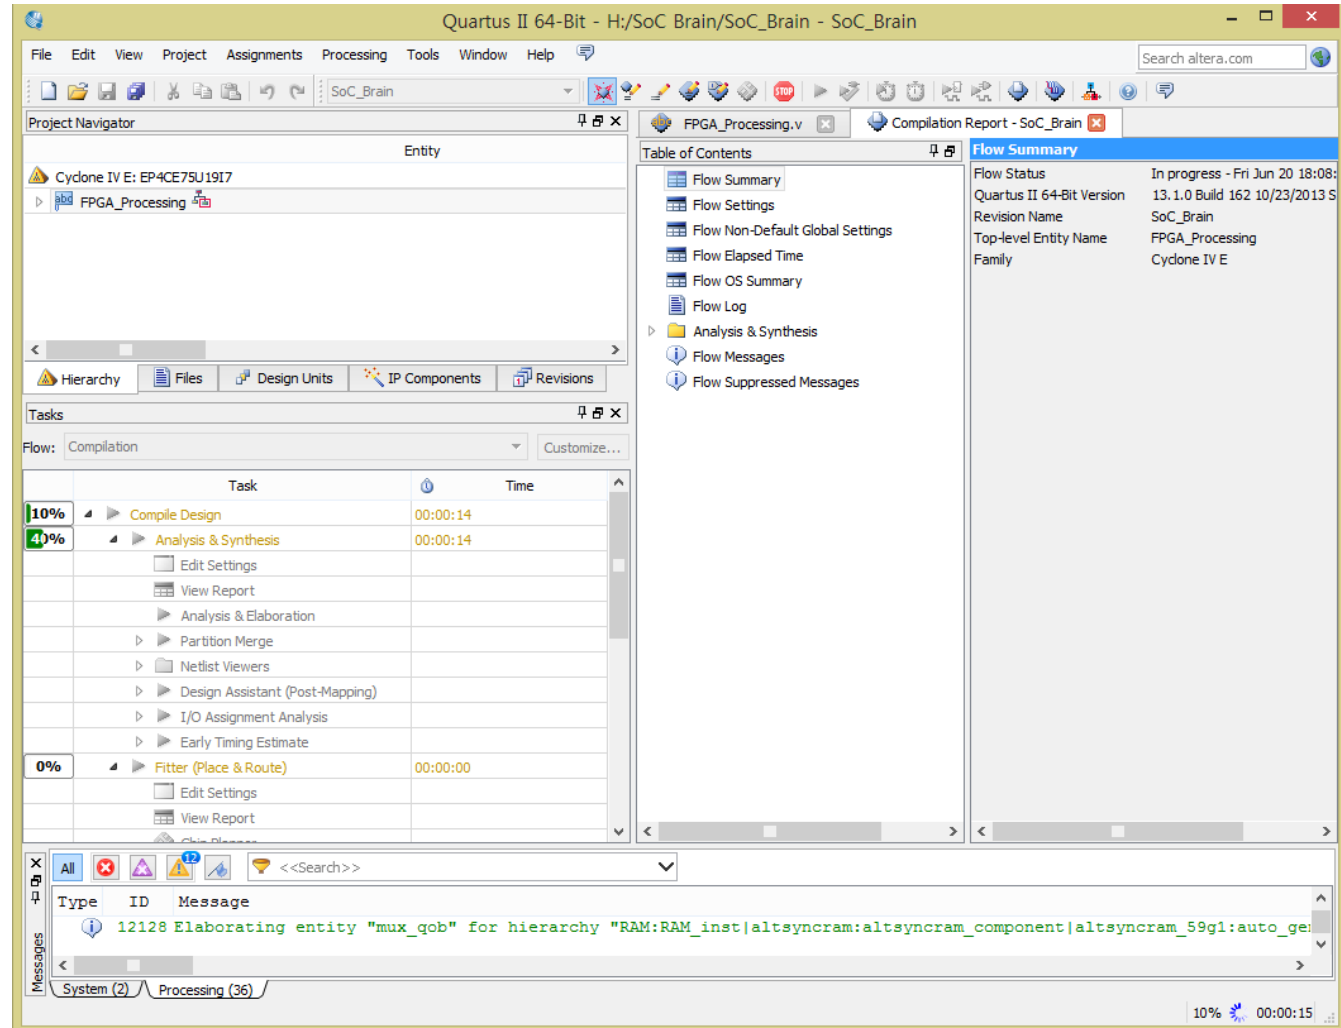 Quartus II 64-Bit - H:/SoC Brain/SoC_Brain - SoC_Brain
File Edit View Project Assignments Processing Tools Window Help
Search altera.com
SoC_Brain
STOP
Project Navigator
Entity
Cyclone IV E: EP4CE75U19I7
abc FPGA_Processing
Hierarchy Files Design Units IP Components Revisions
Tasks
Flow: Compilation Customize...
Task Time
10% Compile Design 00:00:14
40% Analysis & Synthesis 00:00:14
Edit Settings
View Report
Analysis & Elaboration
Partition Merge
Netlist Viewers
Design Assistant (Post-Mapping)
I/O Assignment Analysis
Early Timing Estimate
0% Fitter (Place & Route) 00:00:00
Edit Settings
View Report
Chip Planner
FPGA_Processing.v Compilation Report - SoC_Brain
Table of Contents
Flow Summary
Flow Settings
Flow Non-Default Global Settings
Flow Elapsed Time
Flow OS Summary
Flow Log
Analysis & Synthesis
Flow Messages
Flow Suppressed Messages
Flow Summary
Flow Status In progress - Fri Jun 20 18:08:
Quartus II 64-Bit Version 13.1.0 Build 162 10/23/2013 S
Revision Name SoC_Brain
Top-level Entity Name FPGA_Processing
Family Cyclone IV E
Messages
All 12 <<Search>>
Type ID Message
12128 Elaborating entity "mux_qob" for hierarchy "RAM:RAM_inst|altsyncram:altsyncram_component|altsyncram_59g1:auto_ge
System (2) Processing (36)
10% 00:00:15